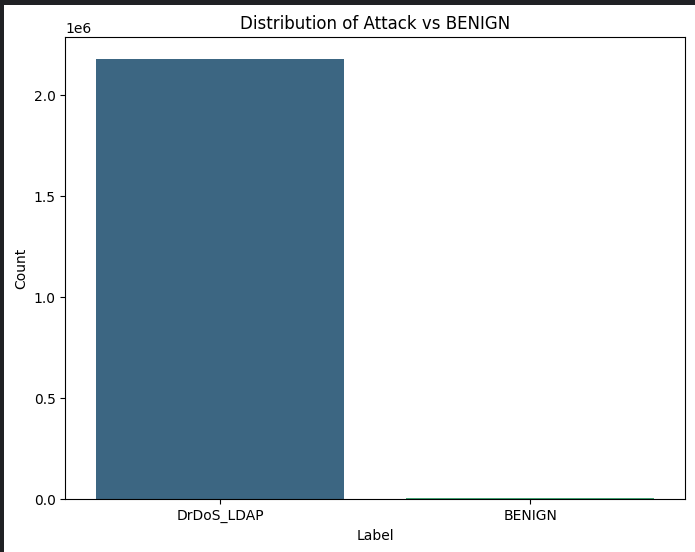 Distribution of Attack vs BENIGN
1e6
2.0
1.5
1.0
0.5
0.0
Count
DrDoS_LDAP
BENIGN
Label